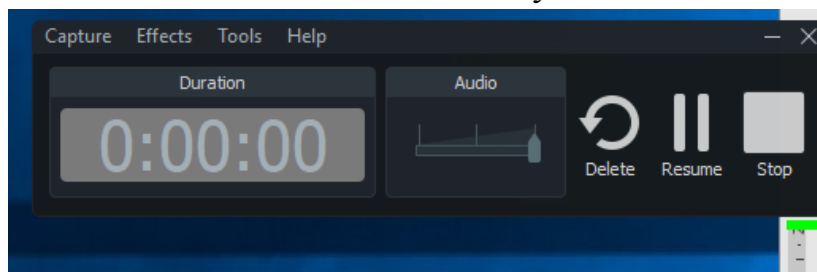 Capture Effects Tools Help
Duration Audio
0:00:00
Delete Resume Stop